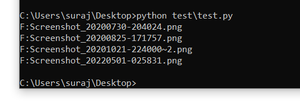 C:\Users\suraj\Desktop>python test\test.py
F:Screenshot_20200730-204024.png
F:Screenshot_20200825-171757.png
F:Screenshot_20201021-224000~2.png
F:Screenshot_20220501-025831.png
C:\Users\suraj\Desktop>